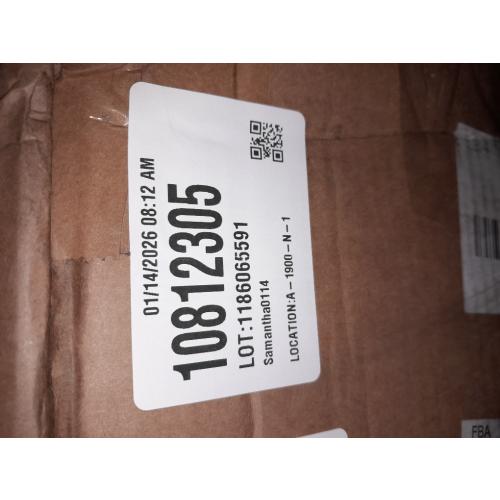 01/14/2026 08:12 AM
10812305
LOT:1186065591
Samantha0114
LOCATION:A-1900-N-1
FBA